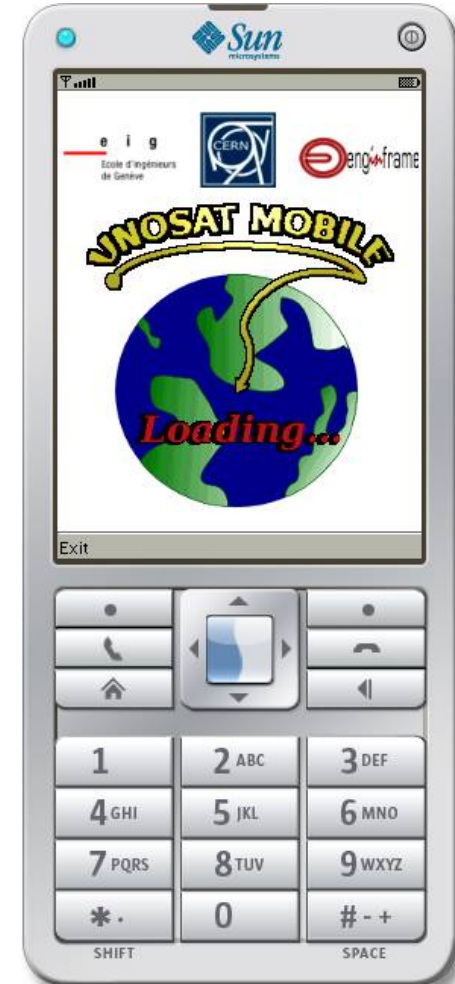 Sun
microsystems
e i g
Ecole d'ingénieurs
de Genève
CERN
eng'inframe
UNOSAT MOBILE
Loading...
Exit
1
2 ABC
3 DEF
4 GHI
5 JKL
6 MNO
7 PQRS
8 TUV
9 WXYZ
* .
0
# - +
SHIFT
SPACE